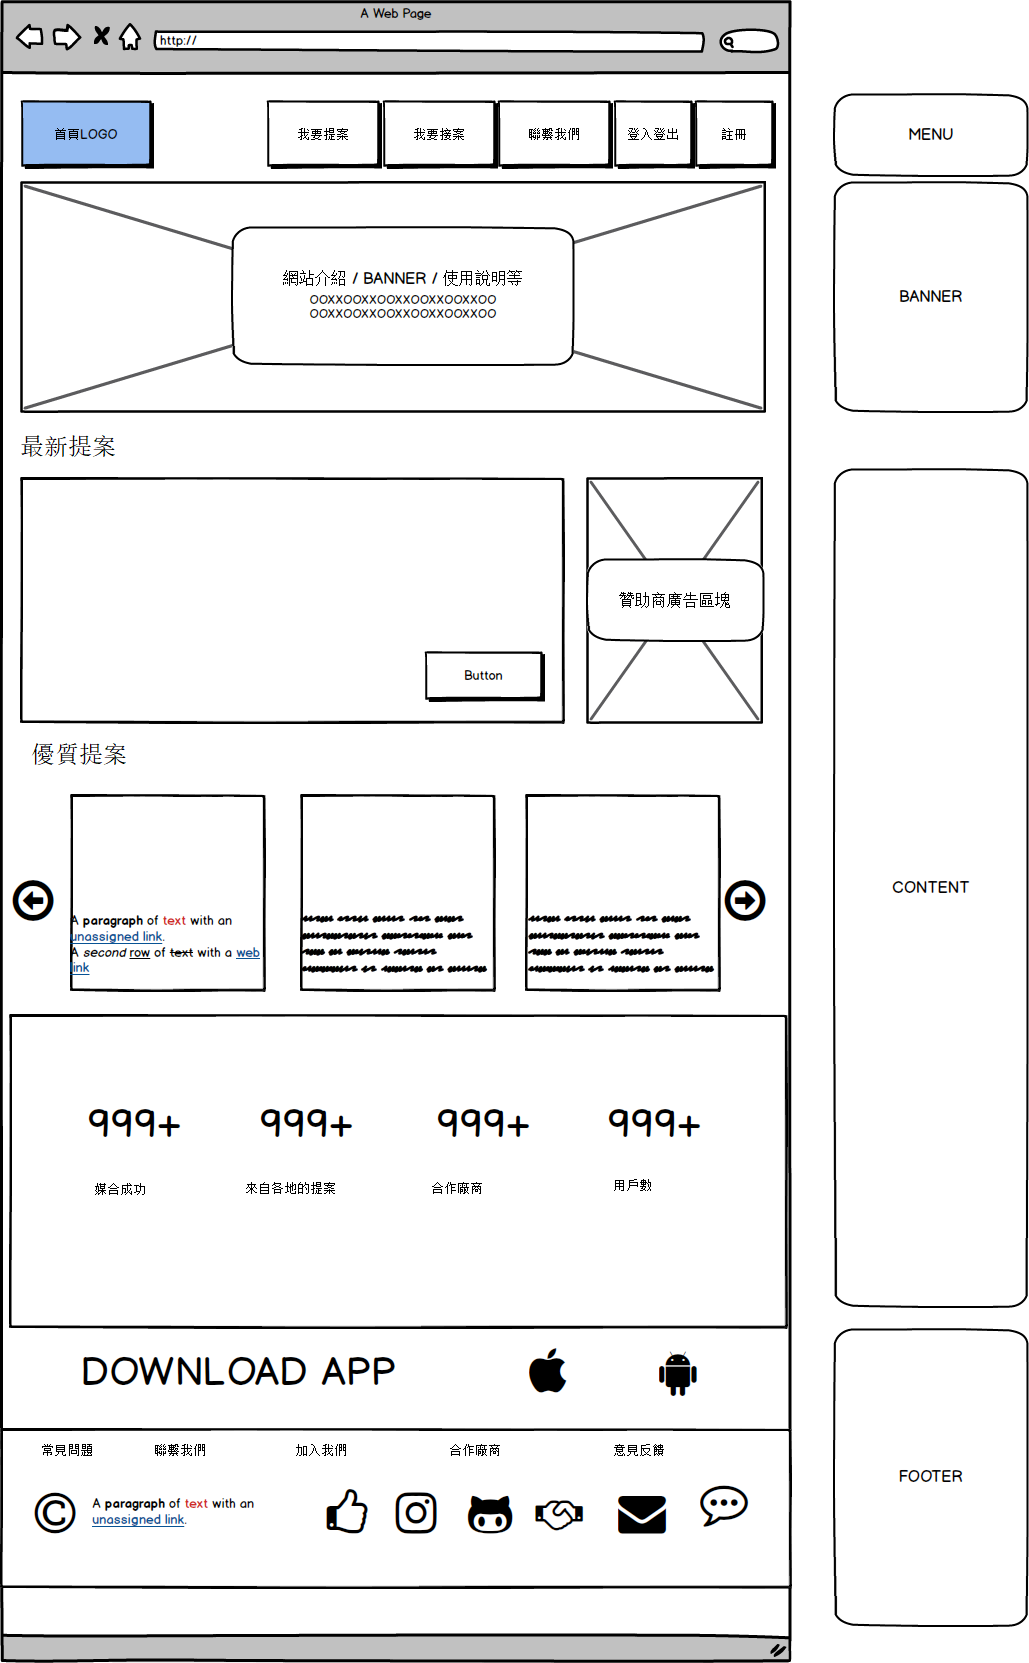 A Web Page
http://
首頁LOGO
我要提案
我要接案
聯繫我們
登入登出
註冊
MENU
網站介紹 / BANNER / 使用說明等
OOXXOOXXOOXXOOXXOOXXOO
OOXXOOXXOOXXOOXXOOXXOO
BANNER
最新提案
贊助商廣告區塊
Button
優質提案
A paragraph of text with an
unassigned link.
A second row of text with a web
link
CONTENT
999+
999+
999+
999+
媒合成功
來自各地的提案
合作廠商
用戶數
DOWNLOAD APP
常見問題
聯繫我們
加入我們
合作廠商
意見反饋
©
A paragraph of text with an
unassigned link.
FOOTER